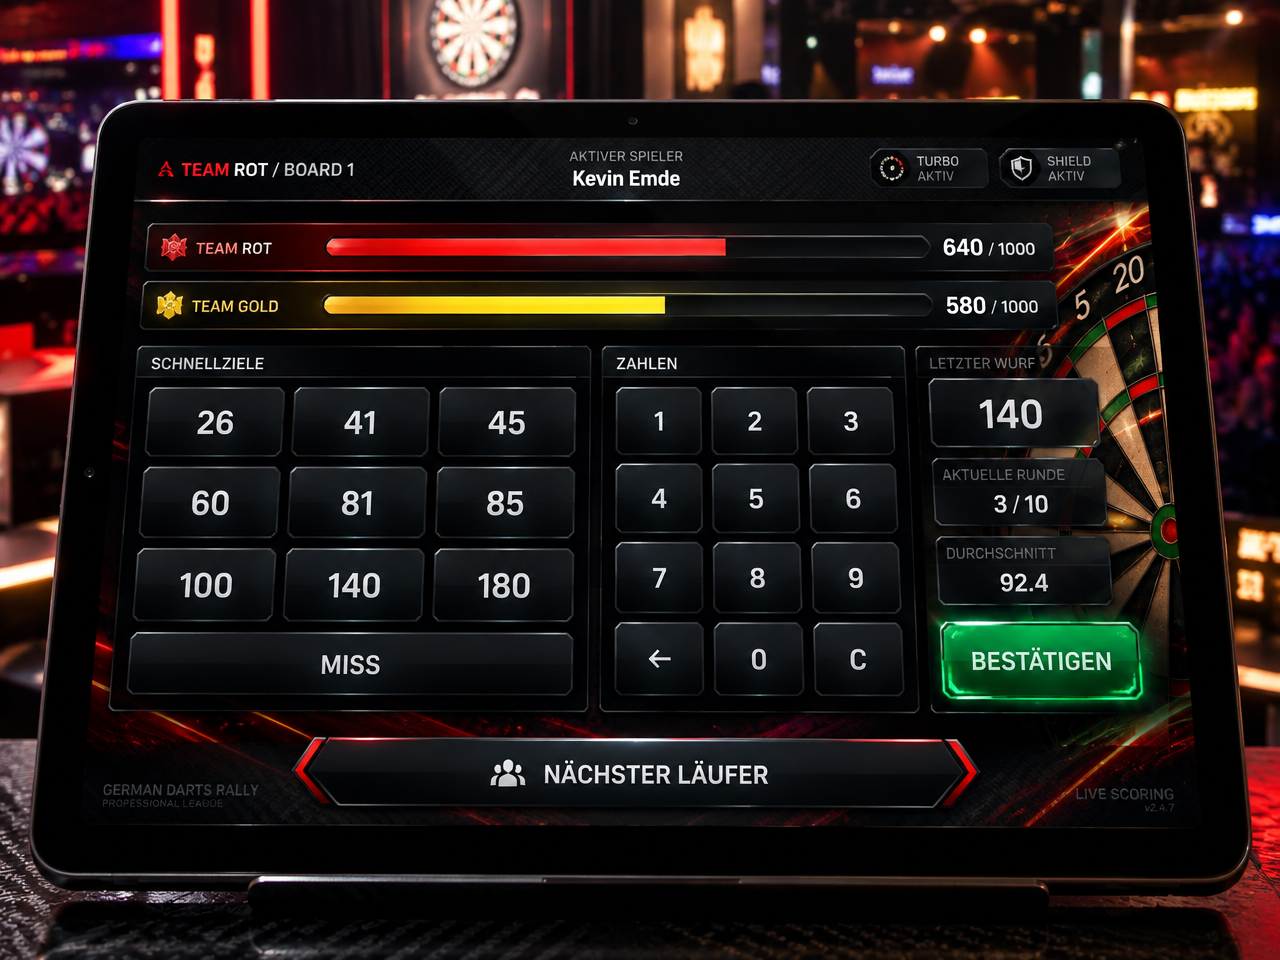 TEAM ROT / BOARD 1
AKTIVER SPIELER
Kevin Emde
TURBO
AKTIV
SHIELD
AKTIV
TEAM ROT
640 / 1000
TEAM GOLD
580 / 1000
SCHNELLZIELE
26 41 45
60 81 85
100 140 180
MISS
ZAHLEN
1 2 3
4 5 6
7 8 9
← 0 C
LETZTER WURF
140
AKTUELLE RUNDE
3 / 10
DURCHSCHNITT
92.4
BESTÄTIGEN
20
5
NÄCHSTER LÄUFER
GERMAN DARTS RALLY
PROFESSIONAL LEAGUE
LIVE SCORING
v2.4.7